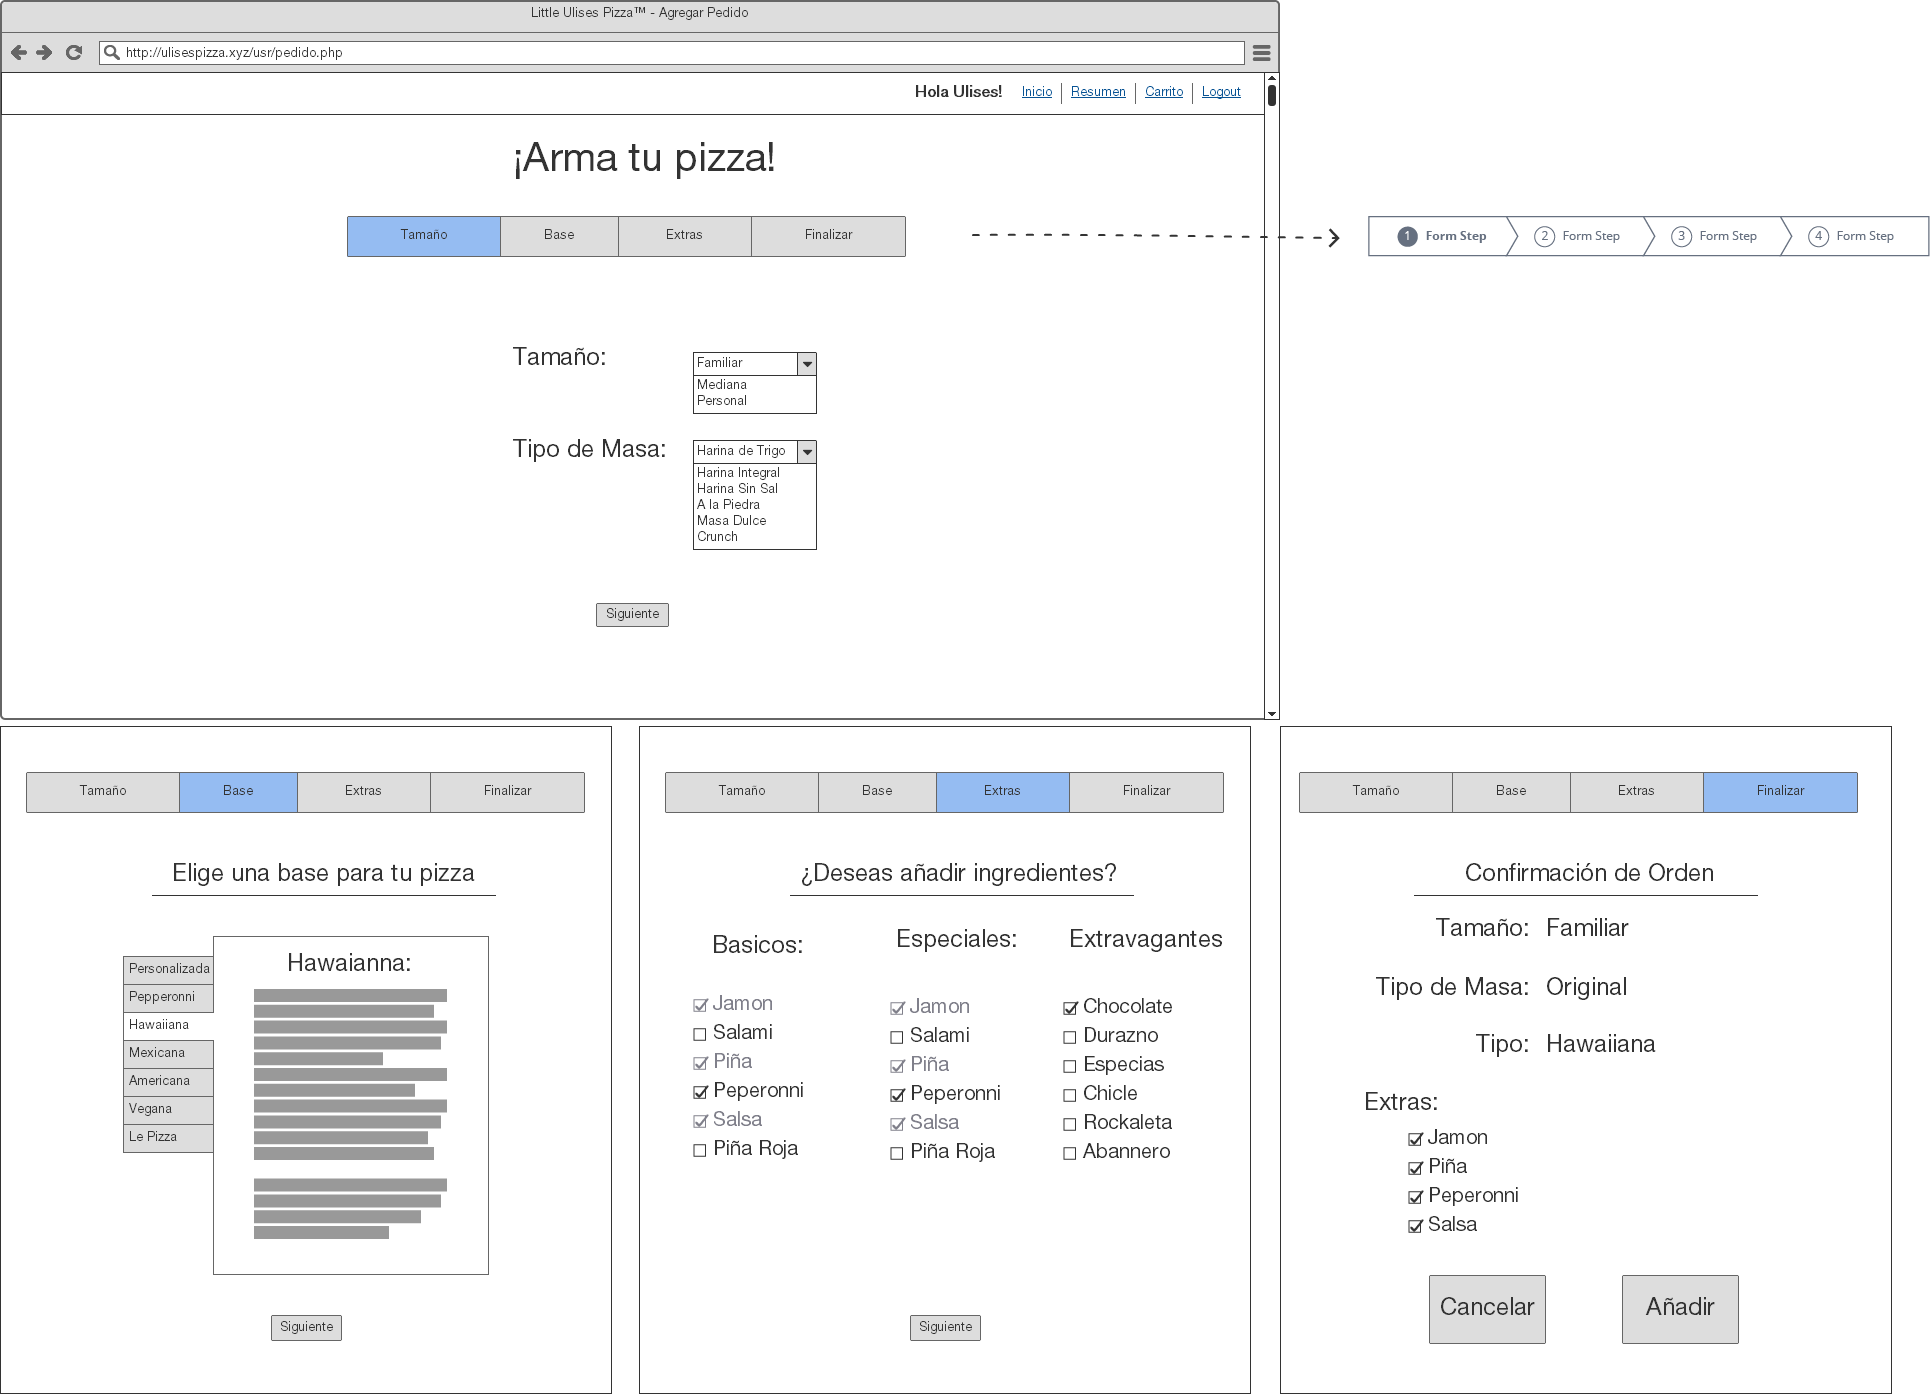 Little Ulises Pizza™ - Agregar Pedido
http://ulisespizza.xyz/usr/pedido.php
Hola Ulises! Inicio Resumen Carrito Logout
¡Arma tu pizza!
Tamaño Base Extras Finalizar
1 Form Step 2 Form Step 3 Form Step 4 Form Step
Tamaño:
Familiar
Mediana
Personal
Tipo de Masa:
Harina de Trigo
Harina Integral
Harina Sin Sal
A la Piedra
Masa Dulce
Crunch
Siguiente
Tamaño Base Extras Finalizar
Elige una base para tu pizza
Personalizada
Pepperonni
Hawaiiana
Mexicana
Americana
Vegana
Le Pizza
Hawaianna:
Siguiente
Tamaño Base Extras Finalizar
¿Deseas añadir ingredientes?
Basicos:
Jamon
Salami
Piña
Peperonni
Salsa
Piña Roja
Especiales:
Jamon
Salami
Piña
Peperonni
Salsa
Piña Roja
Extravagantes
Chocolate
Durazno
Especias
Chicle
Rockaleta
Abannero
Siguiente
Tamaño Base Extras Finalizar
Confirmación de Orden
Tamaño: Familiar
Tipo de Masa: Original
Tipo: Hawaiiana
Extras:
Jamon
Piña
Peperonni
Salsa
Cancelar Añadir